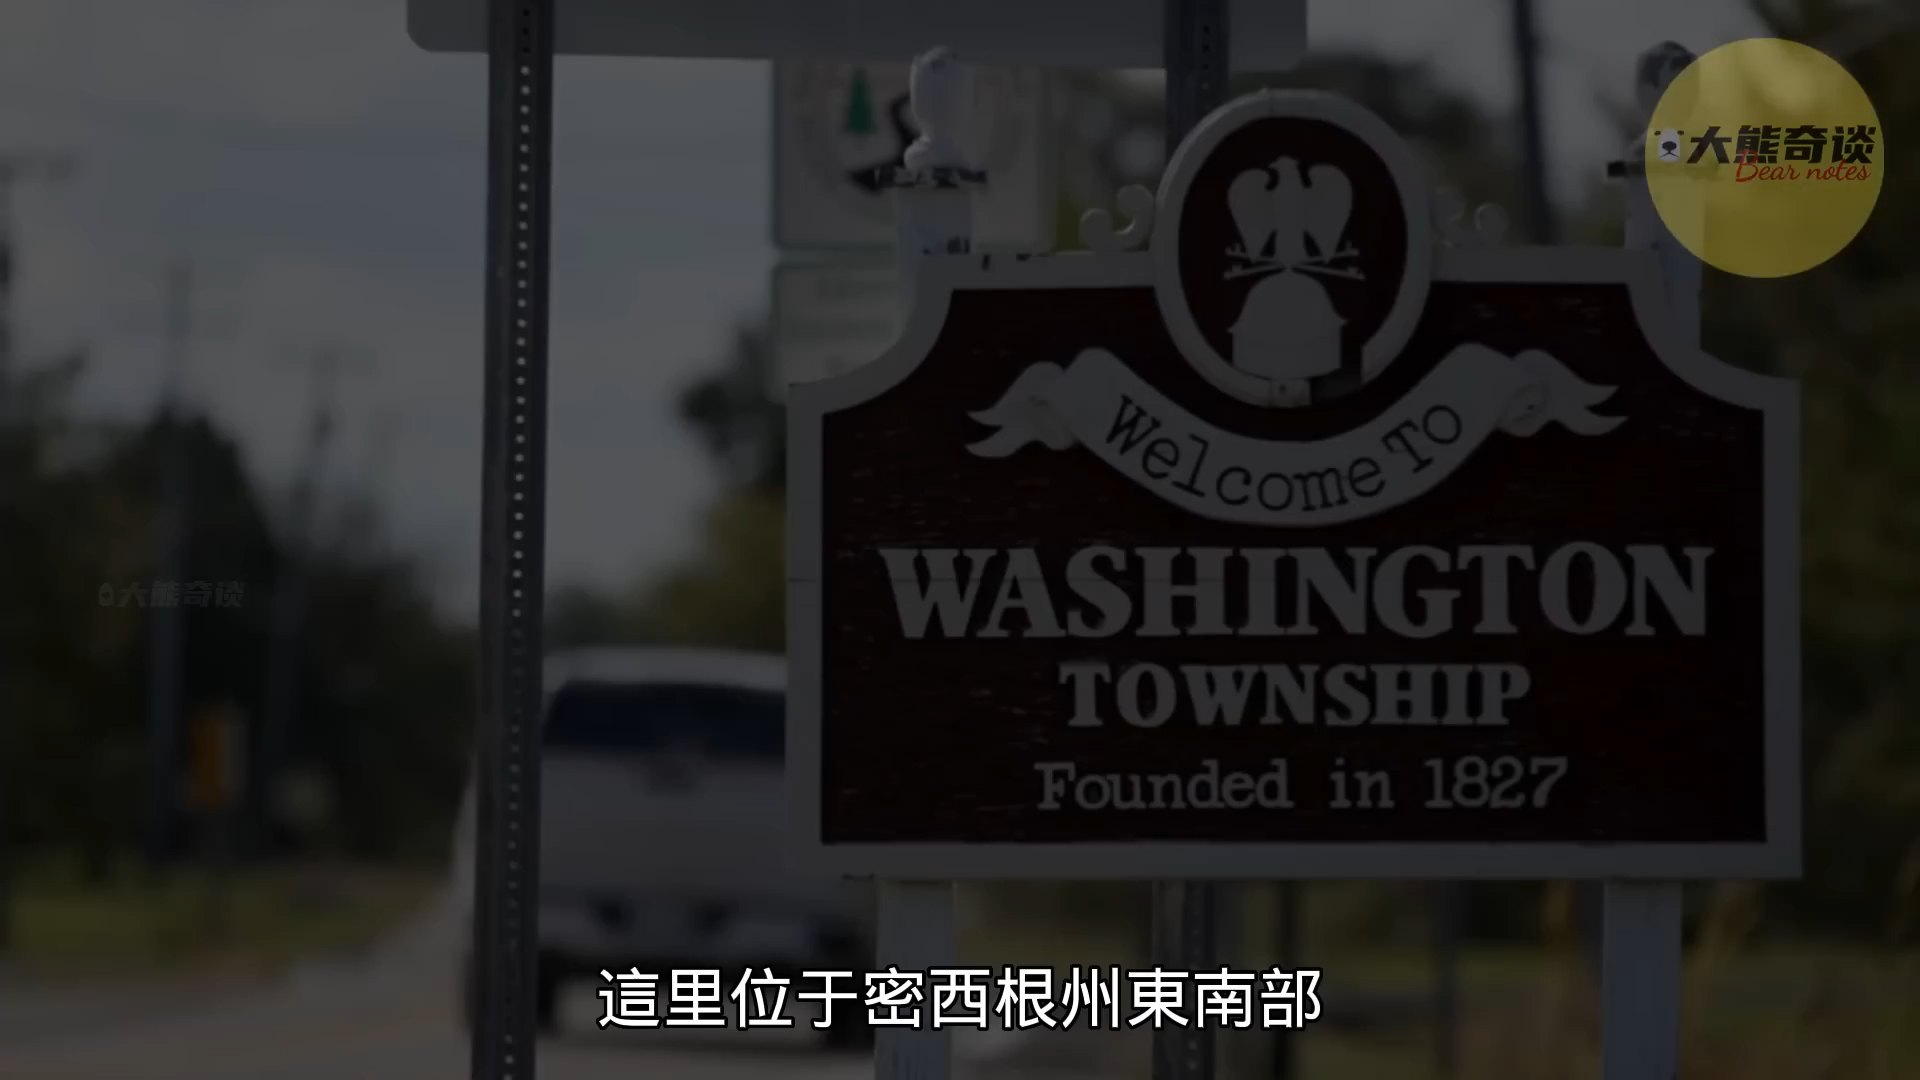 大熊奇谈
Bear notes
Welcome To
WASHINGTON
TOWNSHIP
Founded in 1827
大熊奇谈
這里位于密西根州東南部